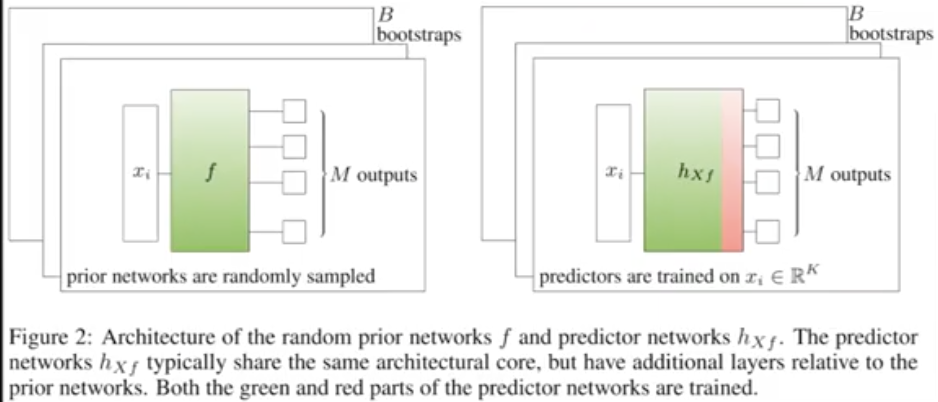 B
bootstraps
x_i
f
M outputs
prior networks are randomly sampled
B
bootstraps
x_i
h_{Xf}
M outputs
predictors are trained on x_i ∈ ℝ^K
Figure 2: Architecture of the random prior networks f and predictor networks h_{Xf}. The predictor
networks h_{Xf} typically share the same architectural core, but have additional layers relative to the
prior networks. Both the green and red parts of the predictor networks are trained.